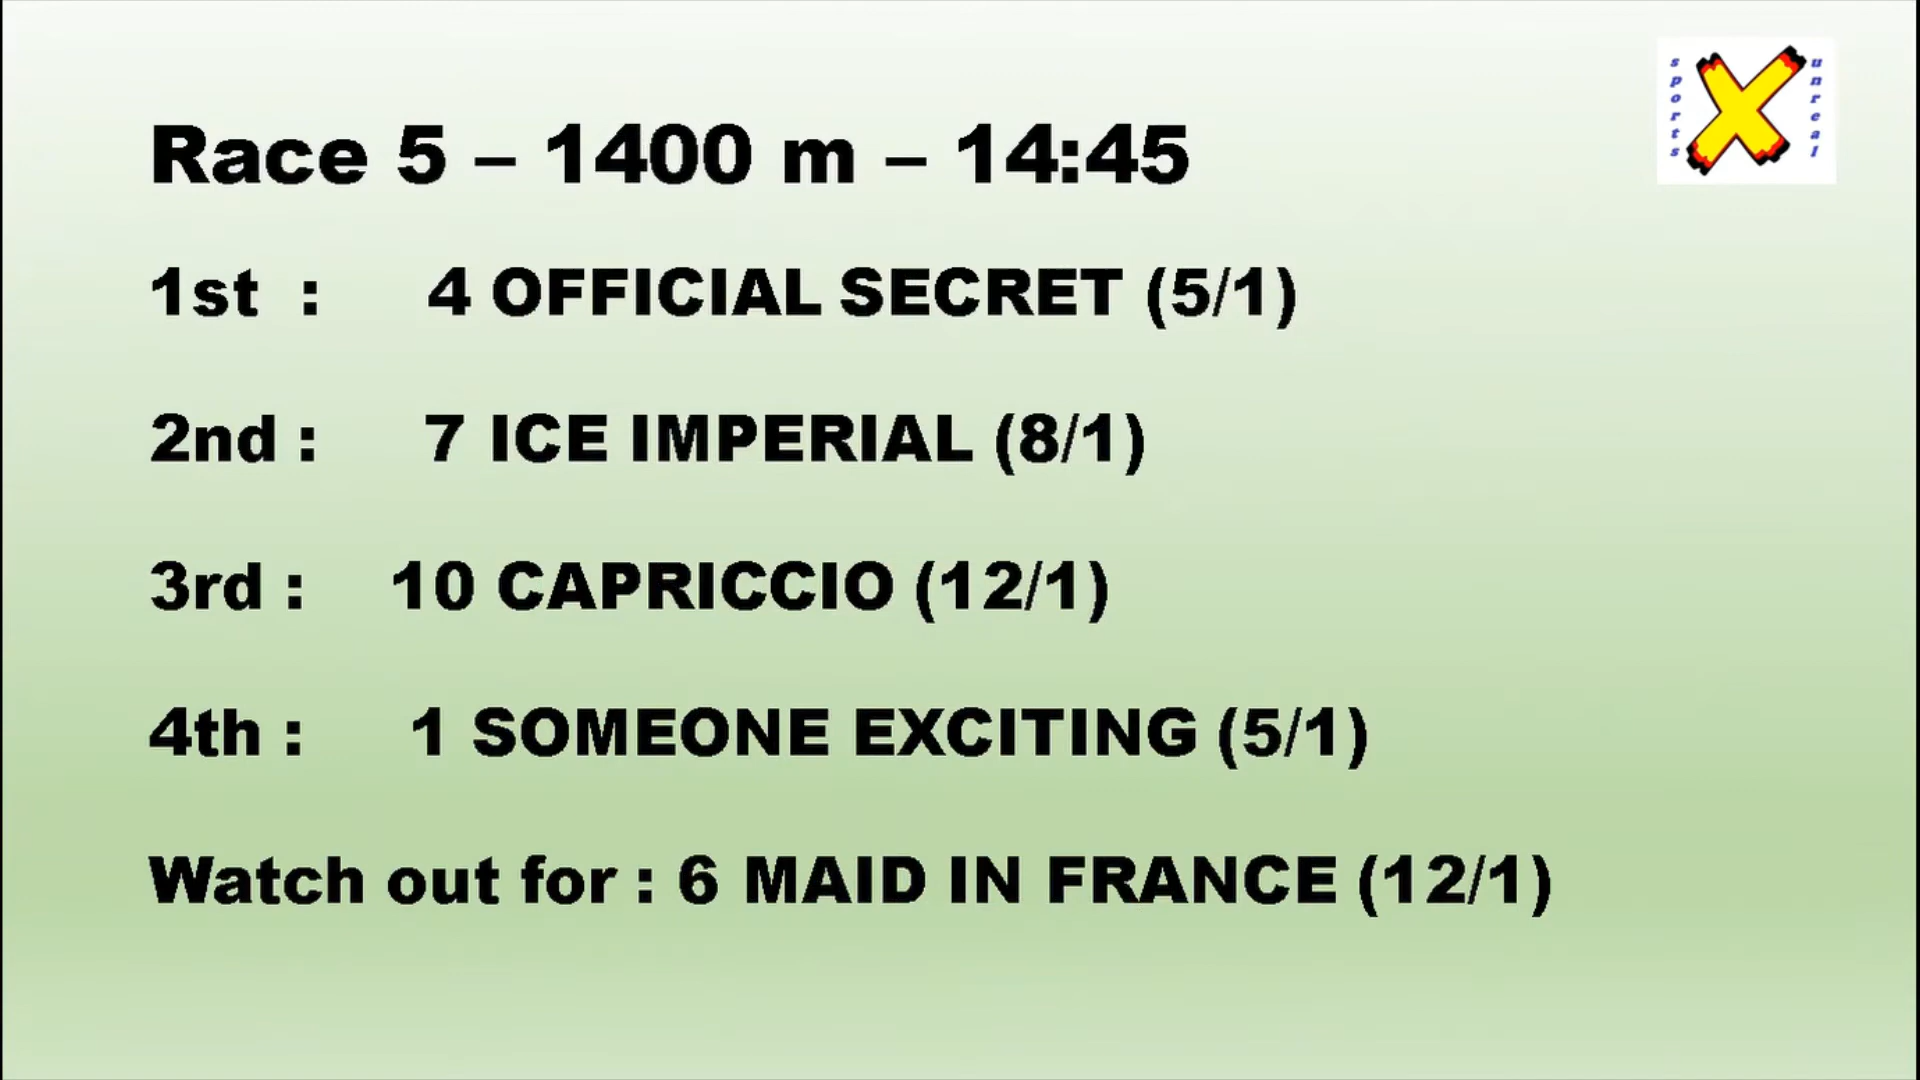 sports X unreal
Race 5 – 1400 m – 14:45
1st : 4 OFFICIAL SECRET (5/1)
2nd : 7 ICE IMPERIAL (8/1)
3rd : 10 CAPRICCIO (12/1)
4th : 1 SOMEONE EXCITING (5/1)
Watch out for : 6 MAID IN FRANCE (12/1)